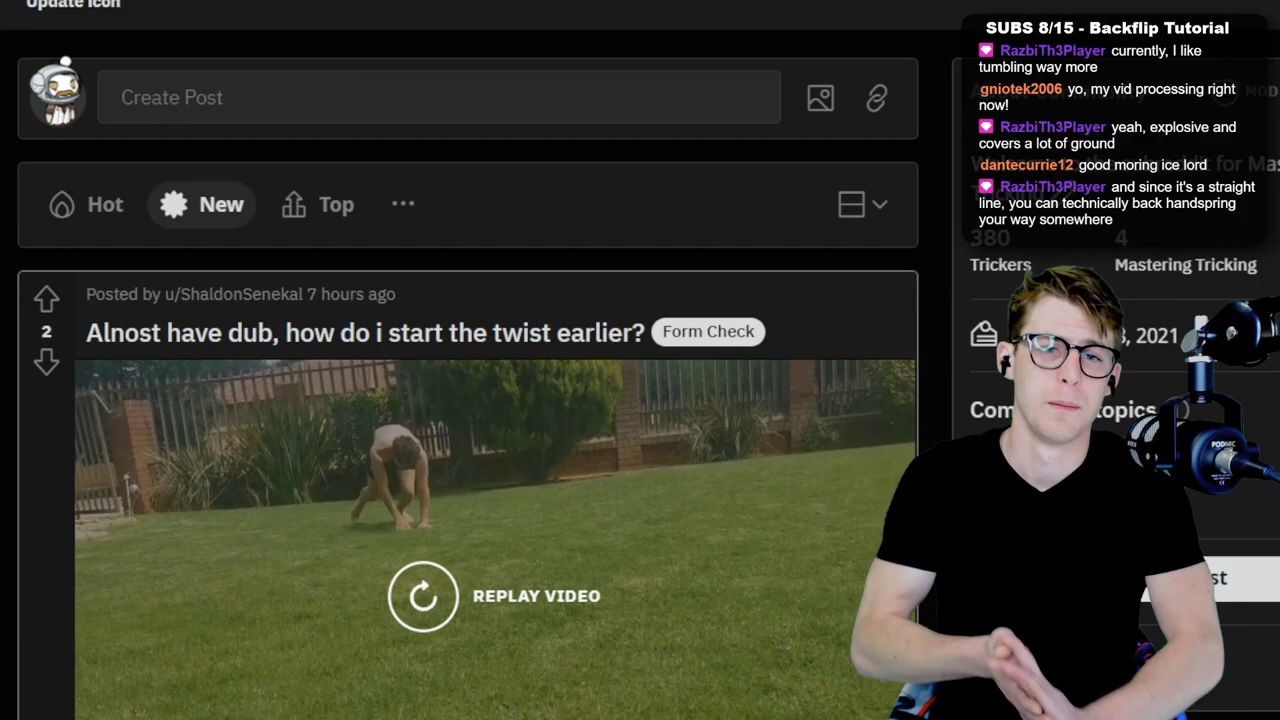 Update Icon
SUBS 8/15 - Backflip Tutorial
RazbiTh3Player currently, I like
tumbling way more
gniotek2006 yo, my vid processing right
now!
RazbiTh3Player yeah, explosive and
covers a lot of ground
dantecurrie12 good moring ice lord
RazbiTh3Player and since it's a straight
line, you can technically back handspring
your way somewhere
Create Post
Hot
New
Top
Posted by u/ShaldonSenekal 7 hours ago
2
Alnost have dub, how do i start the twist earlier?
Form Check
REPLAY VIDEO
MOD
380
4
Trickers
Mastering Tricking
, 2021
topics
PODMIC